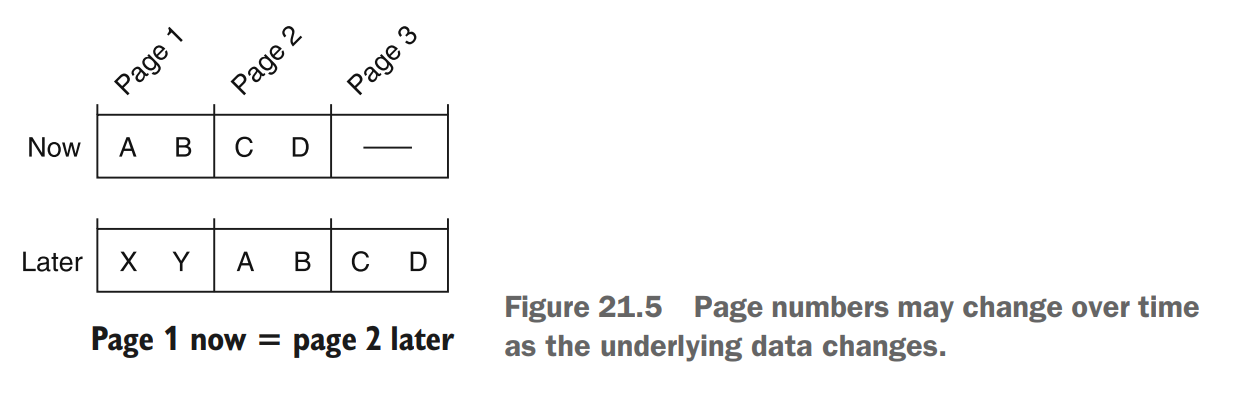 Page 1 Page 2 Page 3
Now A B C D —
Later X Y A B C D
Page 1 now = page 2 later
Figure 21.5 Page numbers may change over time
as the underlying data changes.